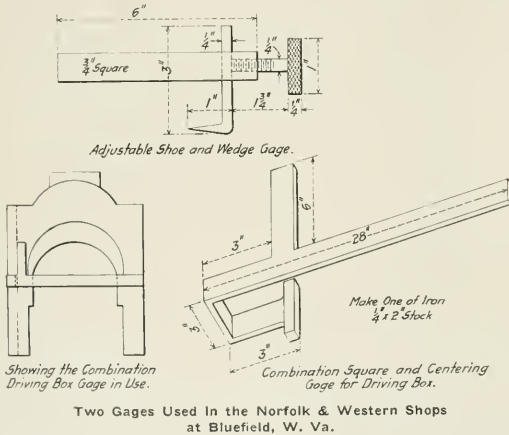 6"
1/4"
3/4" Square
3"
1/4"
1"
1"
1 3/4"
1/4"
Adjustable Shoe and Wedge Gage.
6"
3"
28"
3"
3"
Make One of Iron
1/4" x 2" Stock
Showing the Combination
Driving Box Gage in Use.
Combination Square and Centering
Gage for Driving Box.
Two Gages Used In the Norfolk & Western Shops
at Bluefield, W. Va.